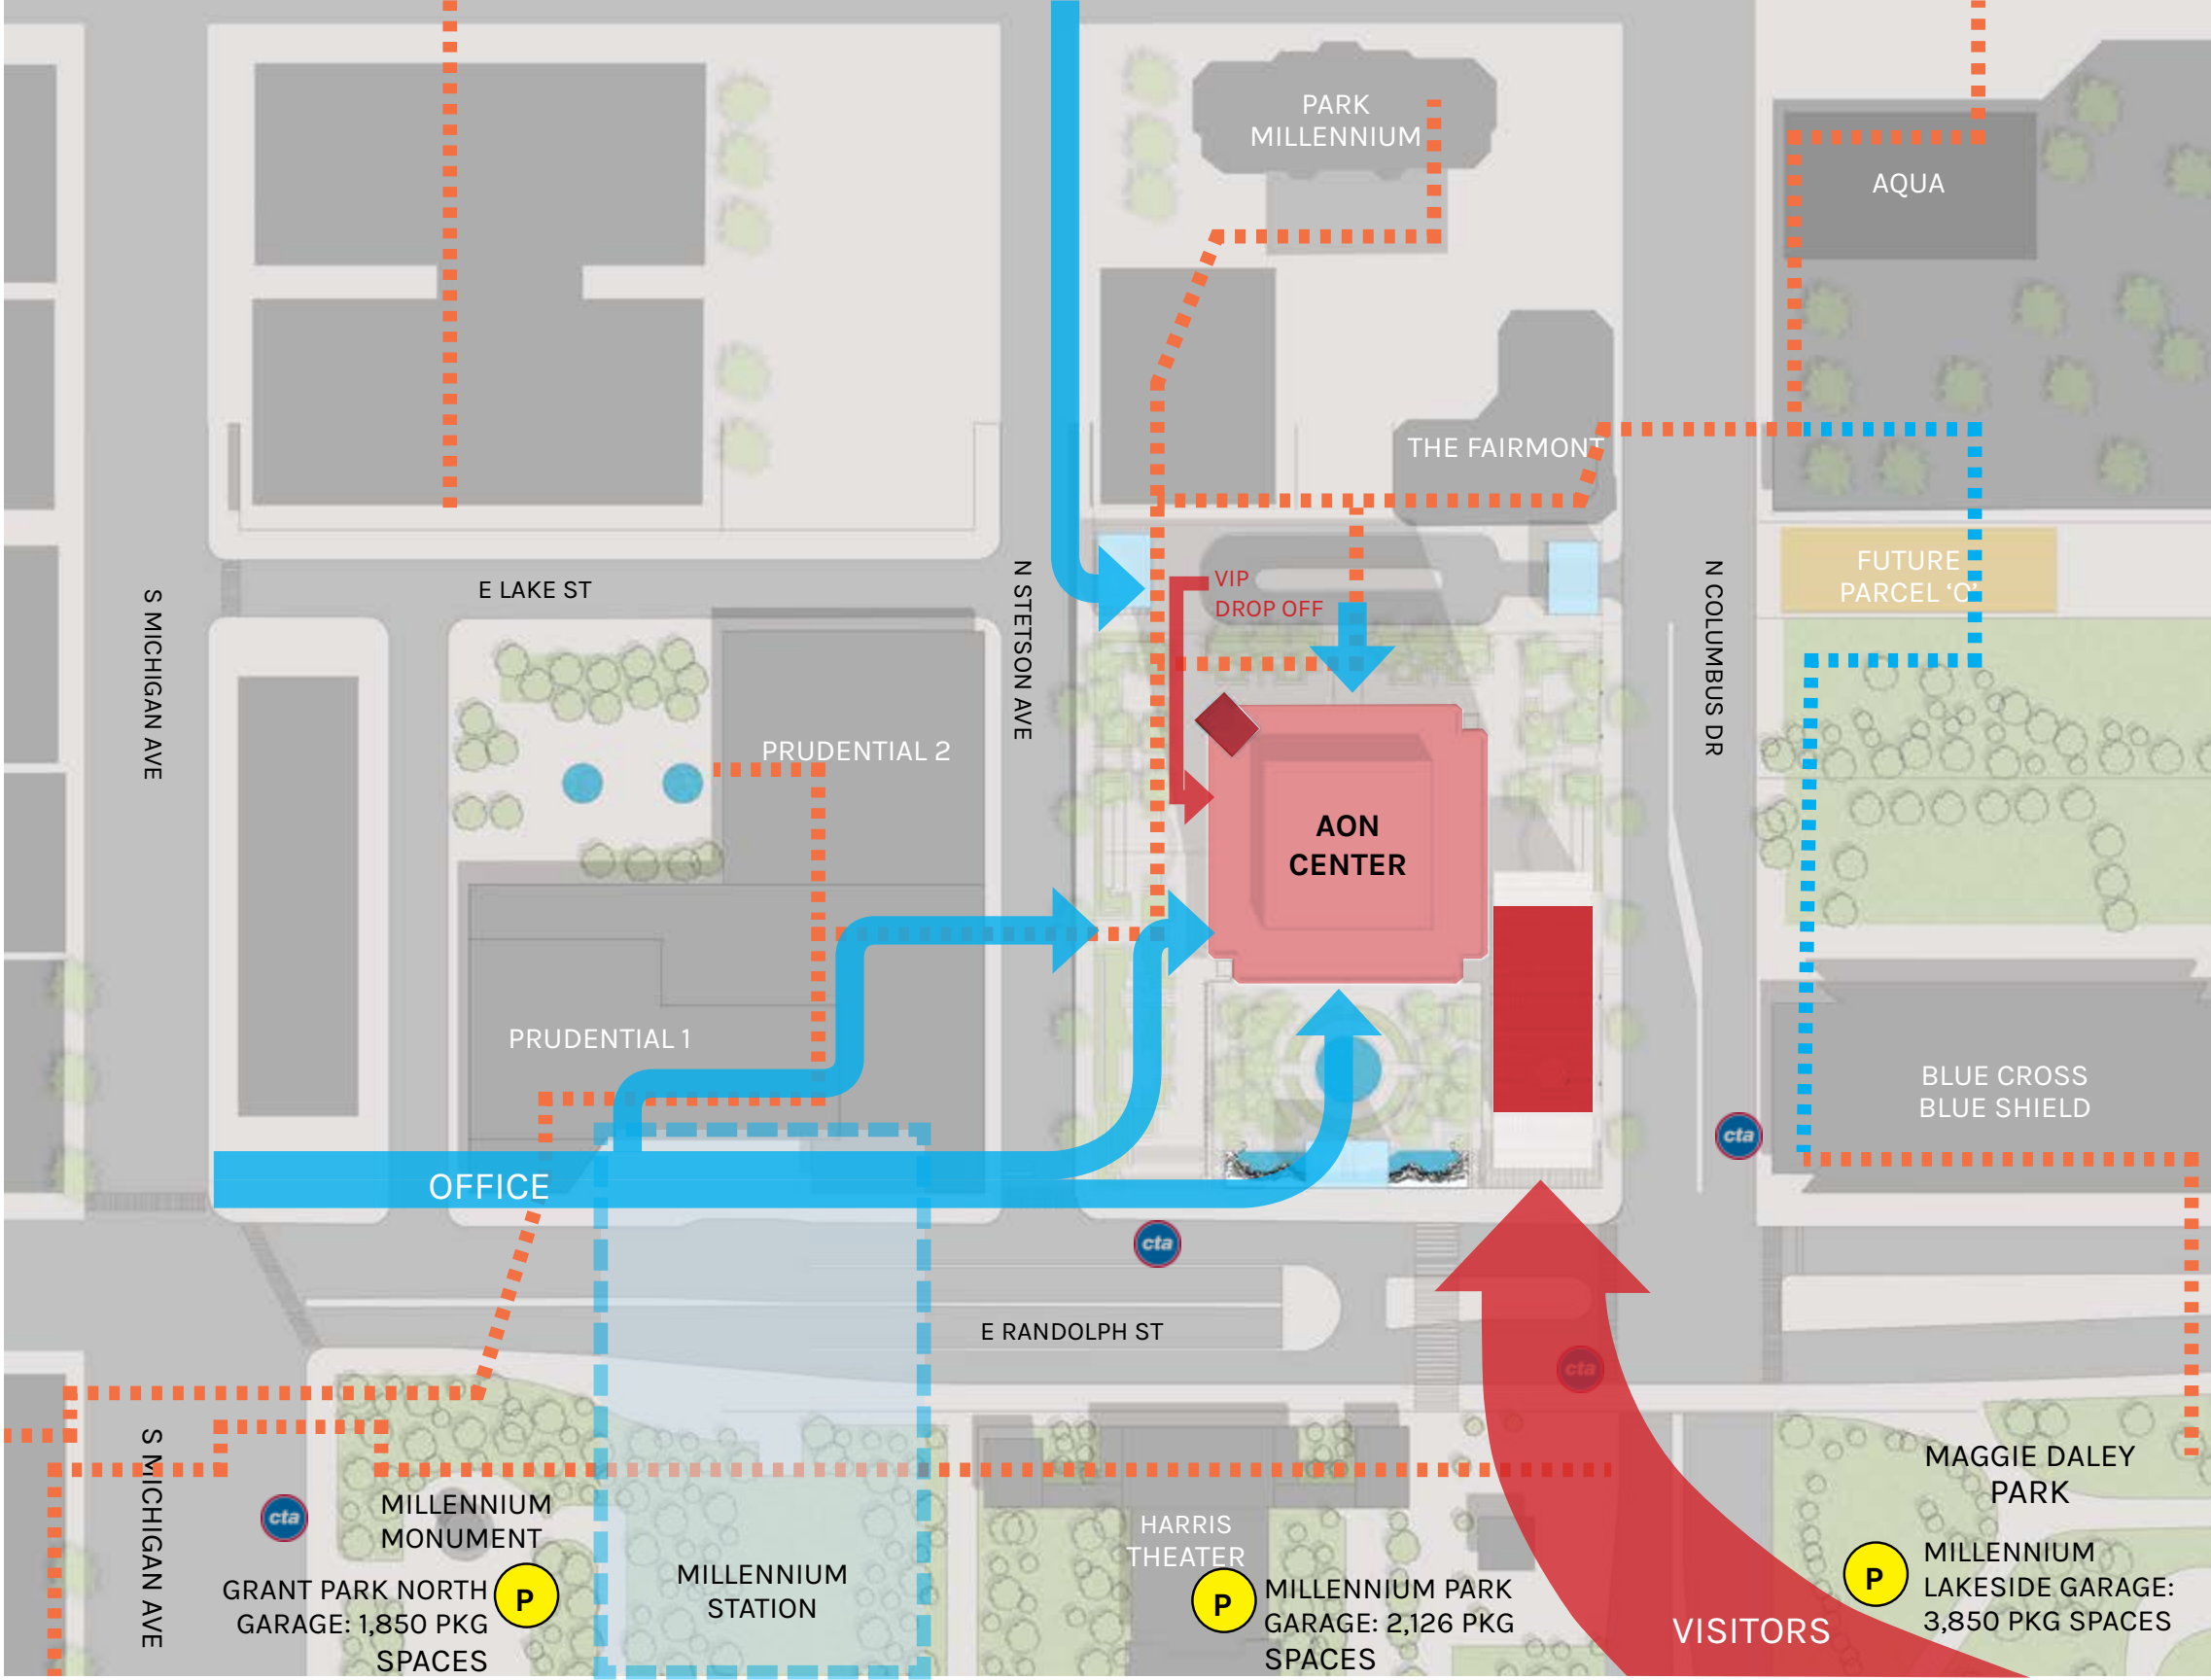 PARK
MILLENNIUM
AQUA
THE FAIRMONT
E LAKE ST
S MICHIGAN AVE
N STETSON AVE
VIP
DROP OFF
N COLUMBUS DR
FUTURE
PARCEL ‘O’
PRUDENTIAL 2
AON
CENTER
PRUDENTIAL 1
BLUE CROSS
BLUE SHIELD
cta
OFFICE
cta
E RANDOLPH ST
cta
S MICHIGAN AVE
cta
MILLENNIUM
MONUMENT
GRANT PARK NORTH
GARAGE: 1,850 PKG
SPACES
P
MILLENNIUM
STATION
HARRIS
THEATER
P
MILLENNIUM PARK
GARAGE: 2,126 PKG
SPACES
VISITORS
MAGGIE DALEY
PARK
P
MILLENNIUM
LAKESIDE GARAGE:
3,850 PKG SPACES